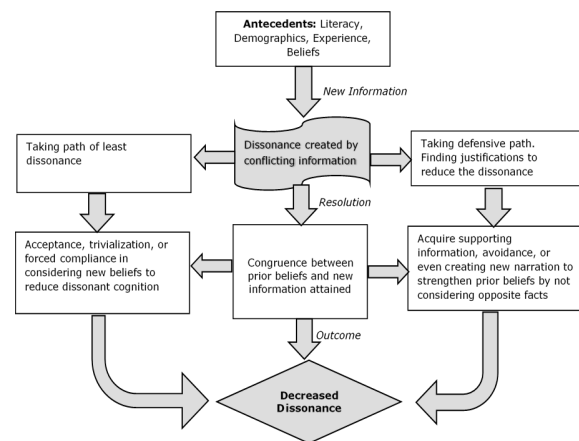 Antecedents: Literacy,
Demographics, Experience,
Beliefs
New Information
Dissonance created by
conflicting information
Taking path of least
dissonance
Taking defensive path.
Finding justifications to
reduce the dissonance
Resolution
Acceptance, trivialization, or
forced compliance in
considering new beliefs to
reduce dissonant cognition
Congruence between
prior beliefs and new
information attained
Acquire supporting
information, avoidance, or
even creating new narration to
strengthen prior beliefs by not
considering opposite facts
Outcome
Decreased
Dissonance